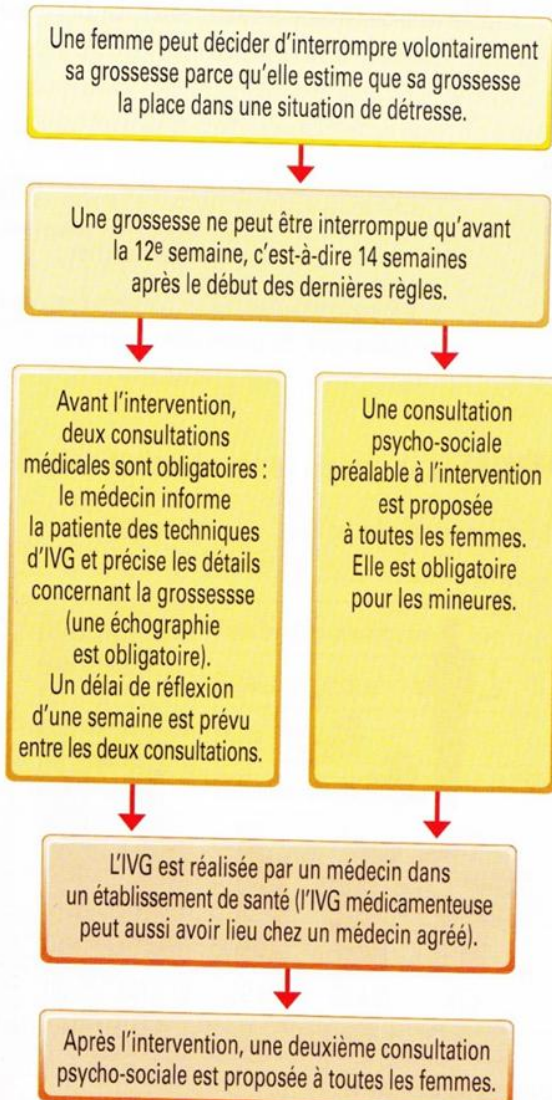 Une femme peut décider d'interrompre volontairement
sa grossesse parce qu'elle estime que sa grossesse
la place dans une situation de détresse.
Une grossesse ne peut être interrompue qu'avant
la 12e semaine, c'est-à-dire 14 semaines
après le début des dernières règles.
Avant l'intervention,
deux consultations
médicales sont obligatoires :
le médecin informe
la patiente des techniques
d'IVG et précise les détails
concernant la grossessse
(une échographie
est obligatoire).
Un délai de réflexion
d'une semaine est prévu
entre les deux consultations.
Une consultation
psycho-sociale
préalable à l'intervention
est proposée
à toutes les femmes.
Elle est obligatoire
pour les mineures.
L'IVG est réalisée par un médecin dans
un établissement de santé (l'IVG médicamenteuse
peut aussi avoir lieu chez un médecin agréé).
Après l'intervention, une deuxième consultation
psycho-sociale est proposée à toutes les femmes.